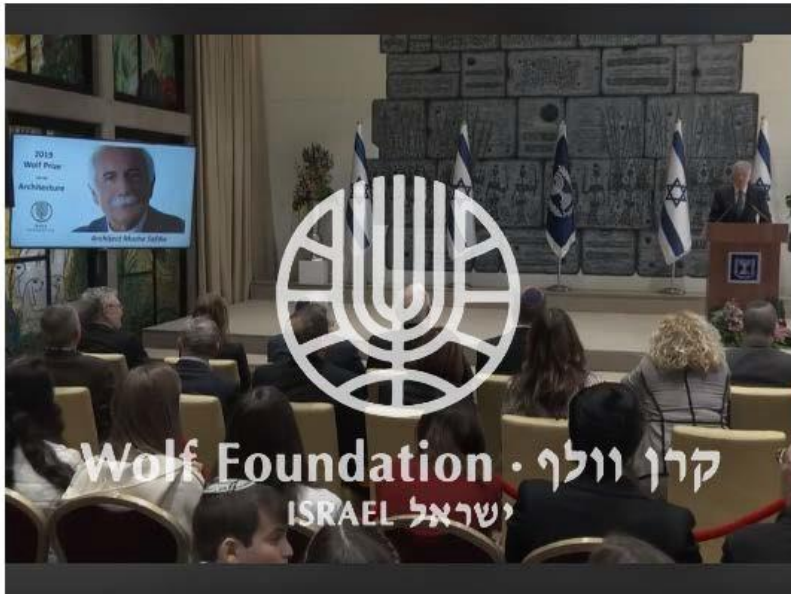 2019
Wolf Prize
Architecture
Architect Moshe Safdie
Wolf Foundation · קרן וולף
ISRAEL ישראל